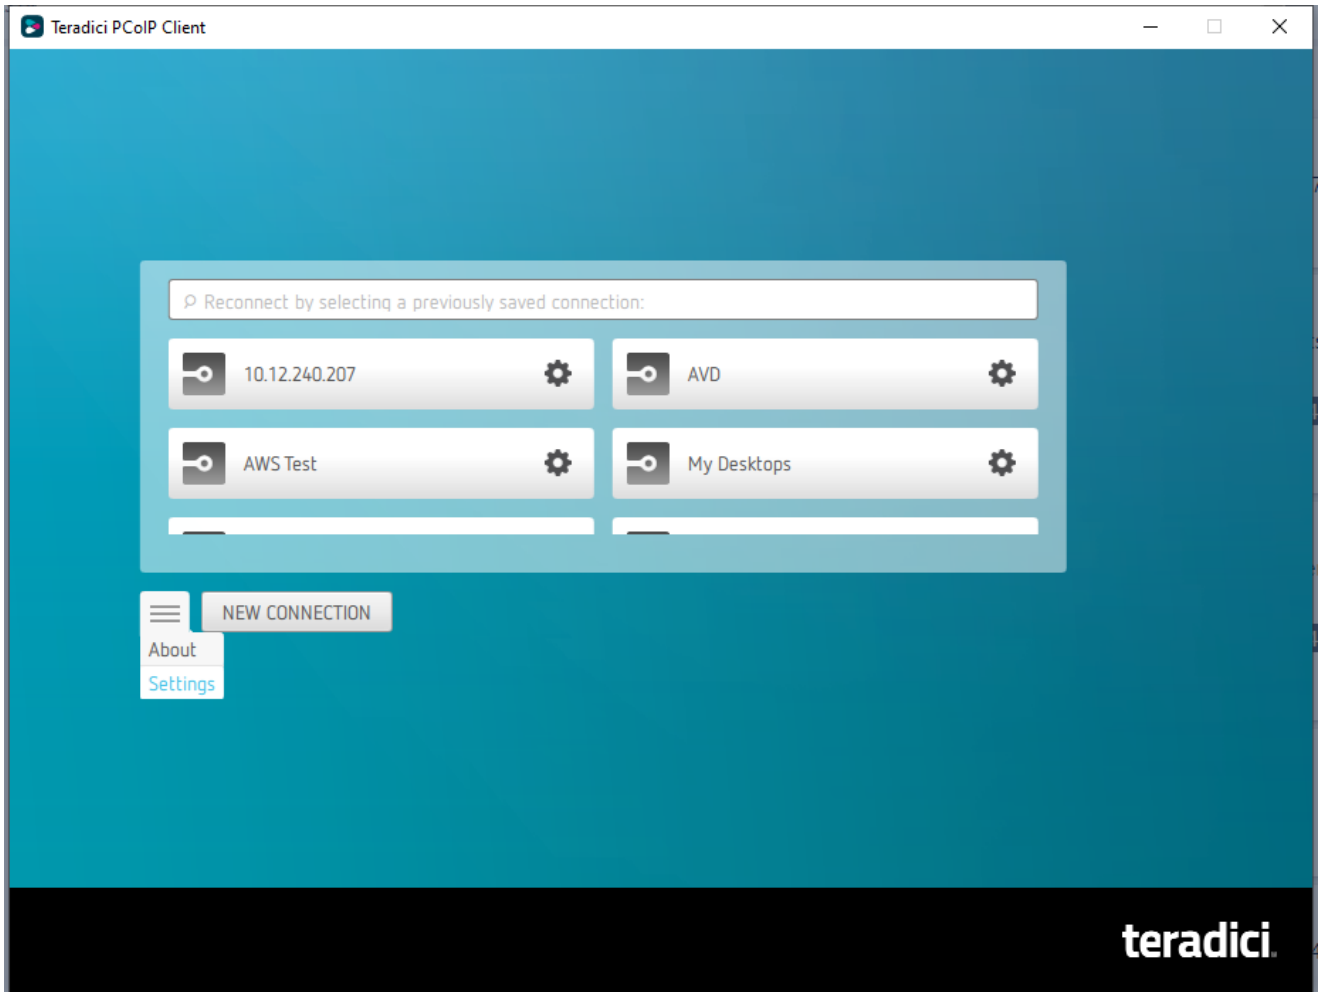 Teradici PCoIP Client
Reconnect by selecting a previously saved connection:
10.12.240.207
AVD
AWS Test
My Desktops
NEW CONNECTION
About
Settings
teradici